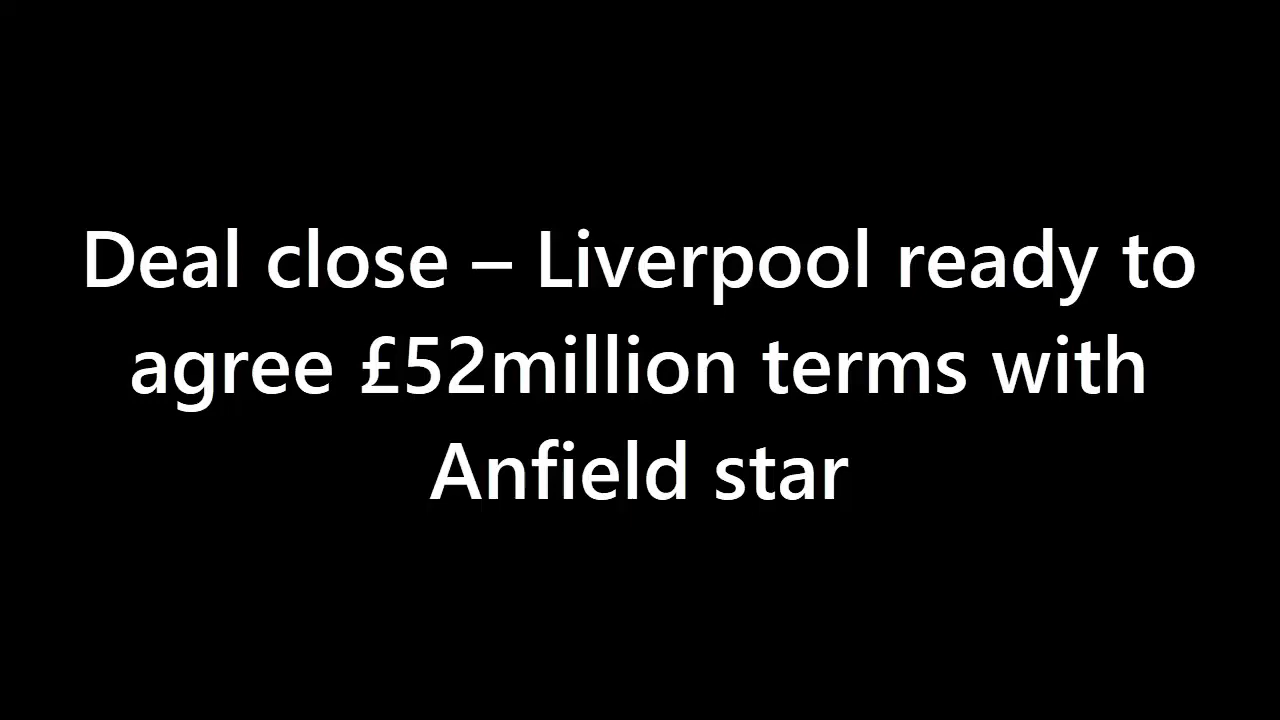 Deal close – Liverpool ready to
agree £52million terms with
Anfield star